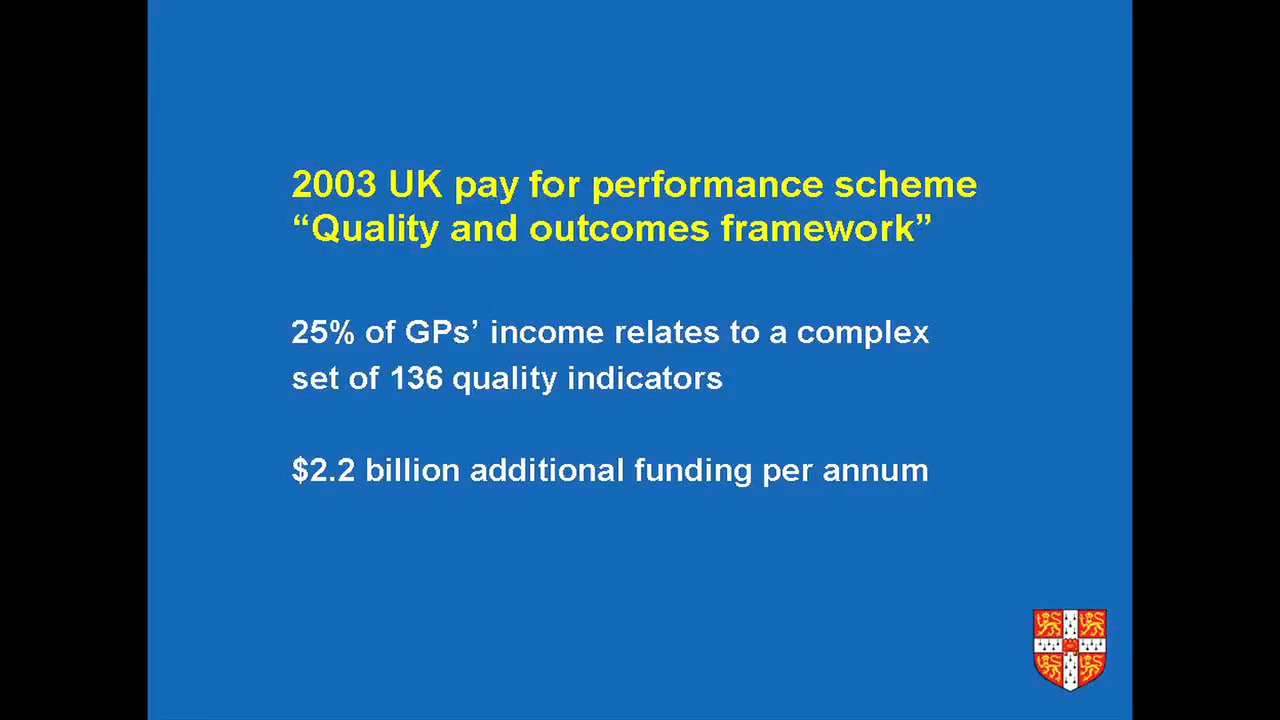 2003 UK pay for performance scheme
“Quality and outcomes framework”
25% of GPs’ income relates to a complex
set of 136 quality indicators
$2.2 billion additional funding per annum